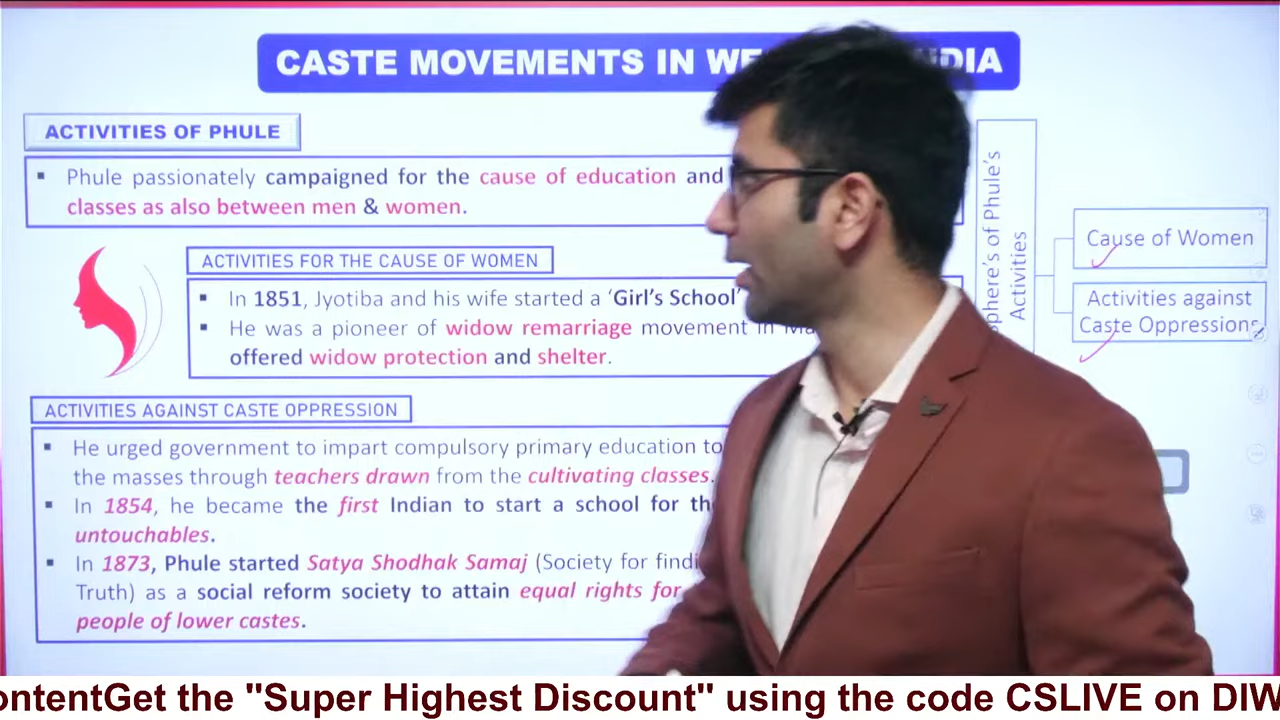 CASTE MOVEMENTS IN WE
DIA
ACTIVITIES OF PHULE
▪ Phule passionately campaigned for the cause of education and
classes as also between men & women.
ACTIVITIES FOR THE CAUSE OF WOMEN
▪ In 1851, Jyotiba and his wife started a ‘Girl’s School’
▪ He was a pioneer of widow remarriage movement in Ma
offered widow protection and shelter.
ACTIVITIES AGAINST CASTE OPPRESSION
▪ He urged government to impart compulsory primary education to
the masses through teachers drawn from the cultivating classes.
▪ In 1854, he became the first Indian to start a school for th
untouchables.
▪ In 1873, Phule started Satya Shodhak Samaj (Society for findi
Truth) as a social reform society to attain equal rights for
people of lower castes.
phere’s of Phule’s
Activities
Cause of Women
Activities against
Caste Oppressions
ontentGet the "Super Highest Discount" using the code CSLIVE on DIW